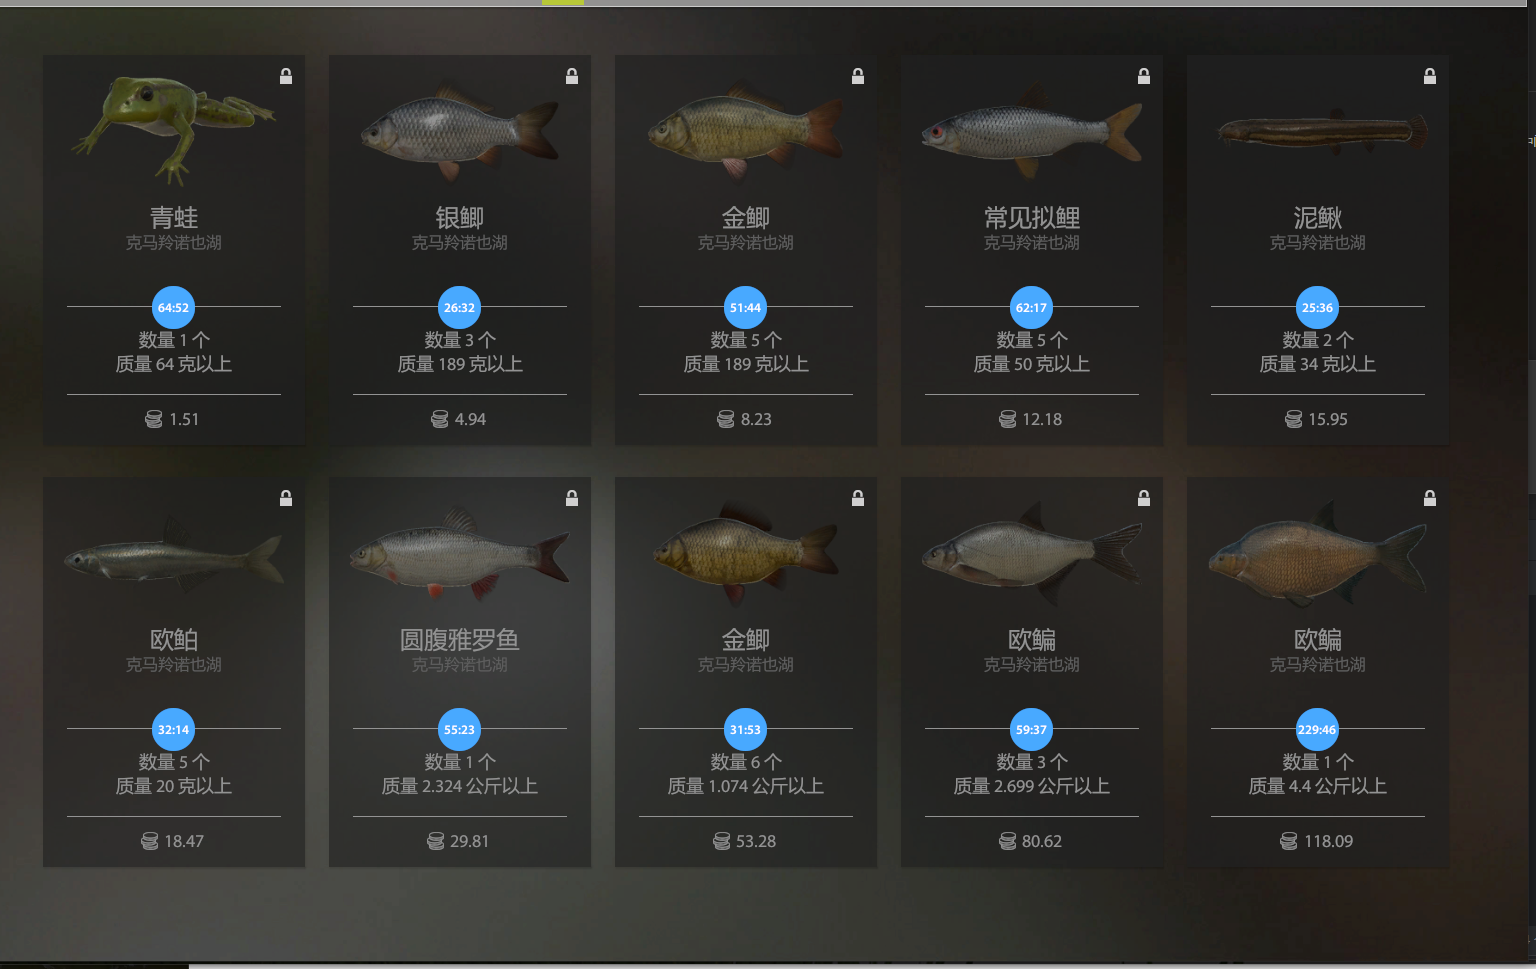 青蛙
克马羚诺也湖
64:52
数量 1 个
质量 64 克以上
1.51
银鲫
克马羚诺也湖
26:32
数量 3 个
质量 189 克以上
4.94
金鲫
克马羚诺也湖
51:44
数量 5 个
质量 189 克以上
8.23
常见拟鲤
克马羚诺也湖
62:17
数量 5 个
质量 50 克以上
12.18
泥鳅
克马羚诺也湖
25:36
数量 2 个
质量 34 克以上
15.95
欧鲌
克马羚诺也湖
32:14
数量 5 个
质量 20 克以上
18.47
圆腹雅罗鱼
克马羚诺也湖
55:23
数量 1 个
质量 2.324 公斤以上
29.81
金鲫
克马羚诺也湖
31:53
数量 6 个
质量 1.074 公斤以上
53.28
欧鳊
克马羚诺也湖
59:37
数量 3 个
质量 2.699 公斤以上
80.62
欧鳊
克马羚诺也湖
229:46
数量 1 个
质量 4.4 公斤以上
118.09